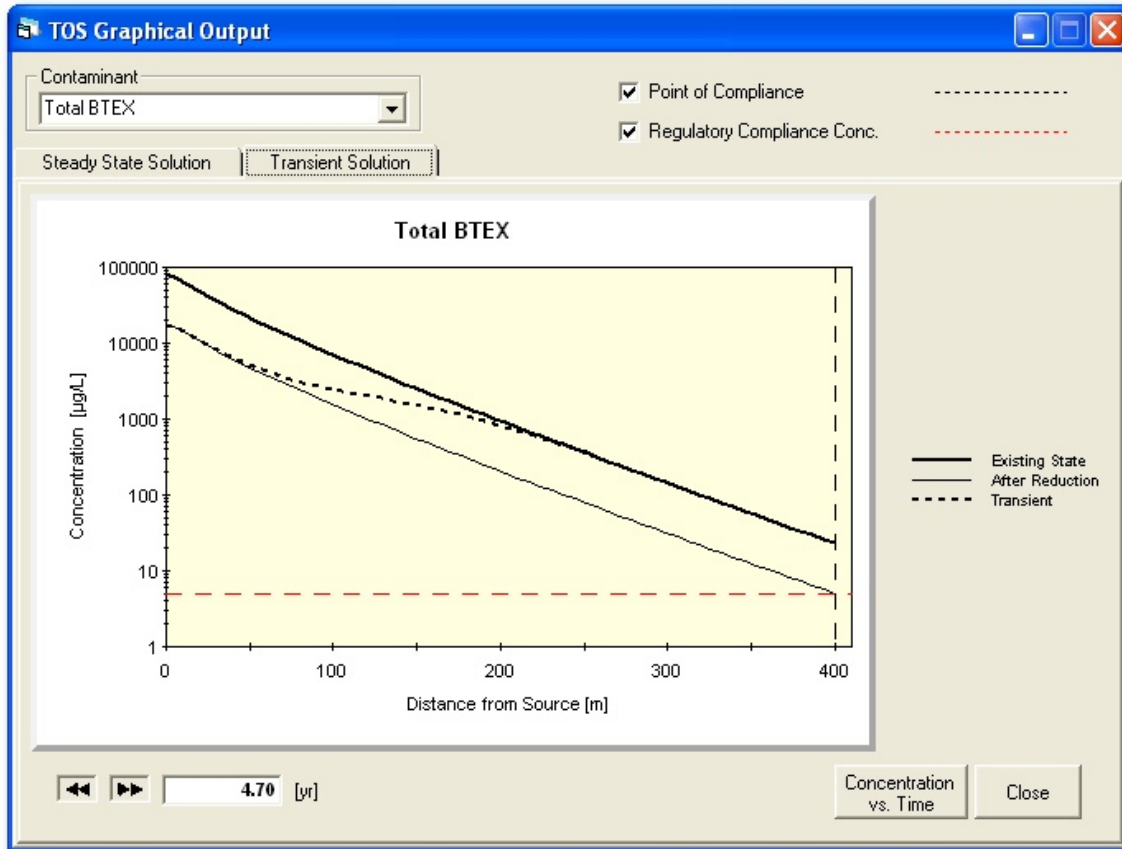 TOS Graphical Output
Contaminant
Total BTEX
Point of Compliance
Regulatory Compliance Conc.
Steady State Solution
Transient Solution
Total BTEX
Concentration [µg/L]
100000
10000
1000
100
10
1
0
100
200
300
400
Distance from Source [m]
Existing State
After Reduction
Transient
4.70 [yr]
Concentration
vs. Time
Close